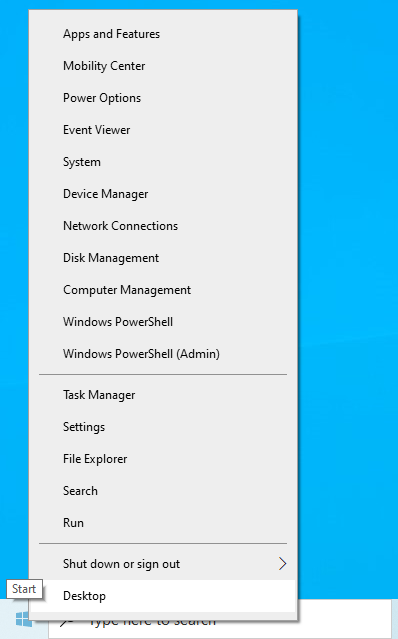 Apps and Features
Mobility Center
Power Options
Event Viewer
System
Device Manager
Network Connections
Disk Management
Computer Management
Windows PowerShell
Windows PowerShell (Admin)
Task Manager
Settings
File Explorer
Search
Run
Shut down or sign out
Start
Desktop
Type here to search